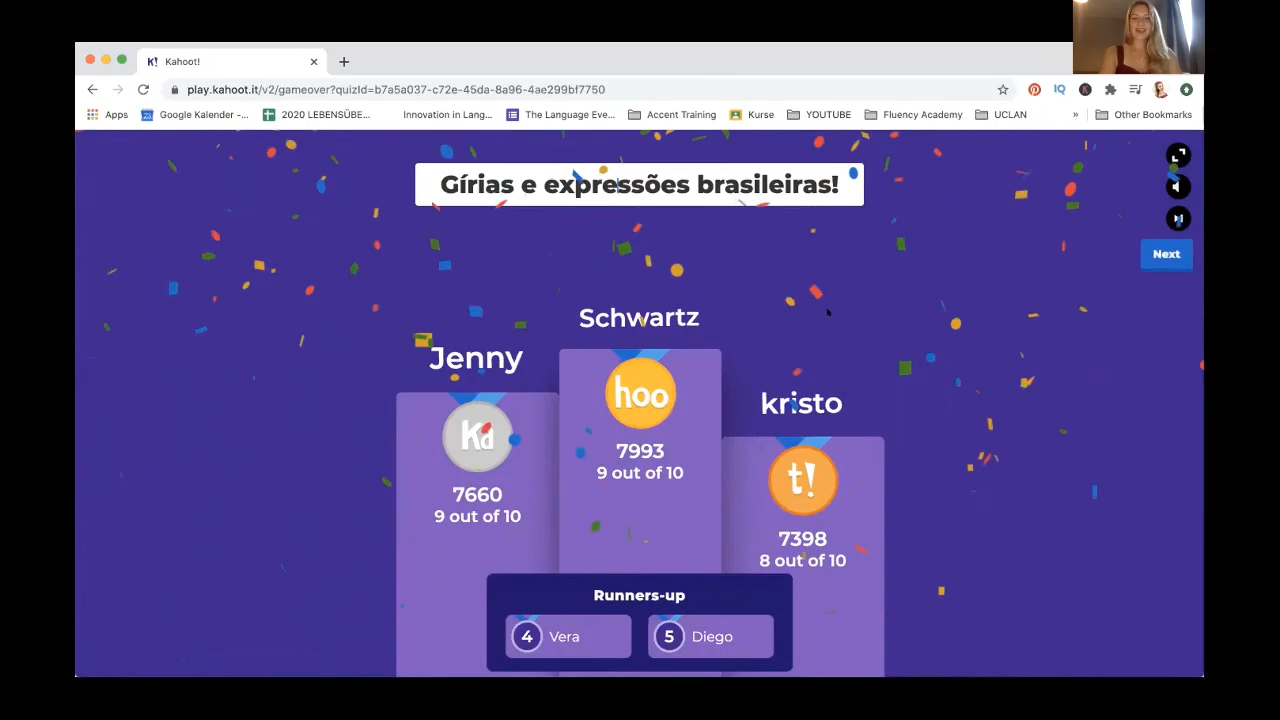 Kahoot!
play.kahoot.it/v2/gameover?quizId=b7a5a037-c72e-45da-8a96-4ae299bf7750
Apps
Google Kalender -...
2020 LEBENSÜBE...
Innovation in Lang...
The Language Eve...
Accent Training
Kurse
YOUTUBE
Fluency Academy
UCLAN
»
Other Bookmarks
Gírias e expressões brasileiras!
Next
Schwartz
Jenny
kristo
hoo
Ka
t!
7993
9 out of 10
7660
9 out of 10
7398
8 out of 10
Runners-up
4 Vera
5 Diego